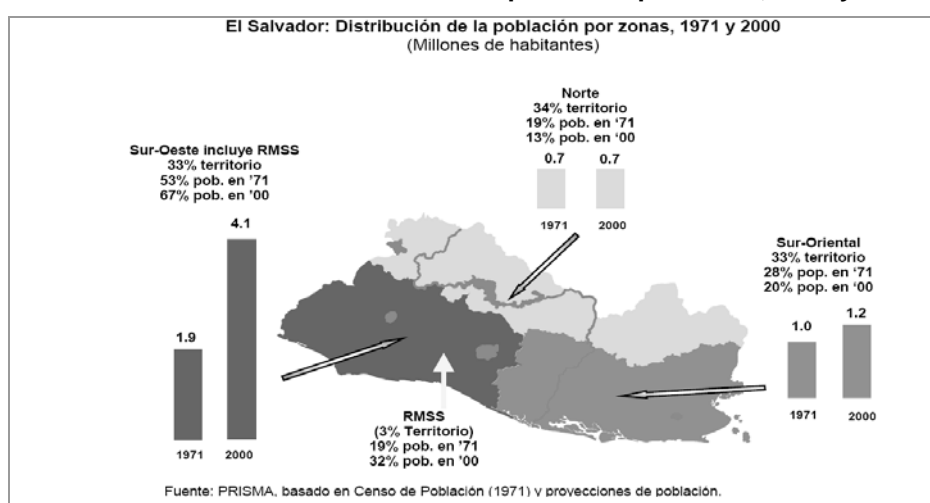 El Salvador: Distribución de la población por zonas, 1971 y 2000
(Millones de habitantes)
Norte
34% territorio
19% pob. en '71
13% pob. en '00
0.7 0.7
1971 2000
Sur-Oeste incluye RMSS
33% territorio
53% pob. en '71
67% pob. en '00
4.1
1.9
1971 2000
Sur-Oriental
33% territorio
28% pop. en '71
20% pop. en '00
1.0 1.2
1971 2000
RMSS
(3% Territorio)
19% pob. en '71
32% pob. en '00
Fuente: PRISMA, basado en Censo de Población (1971) y proyecciones de población.